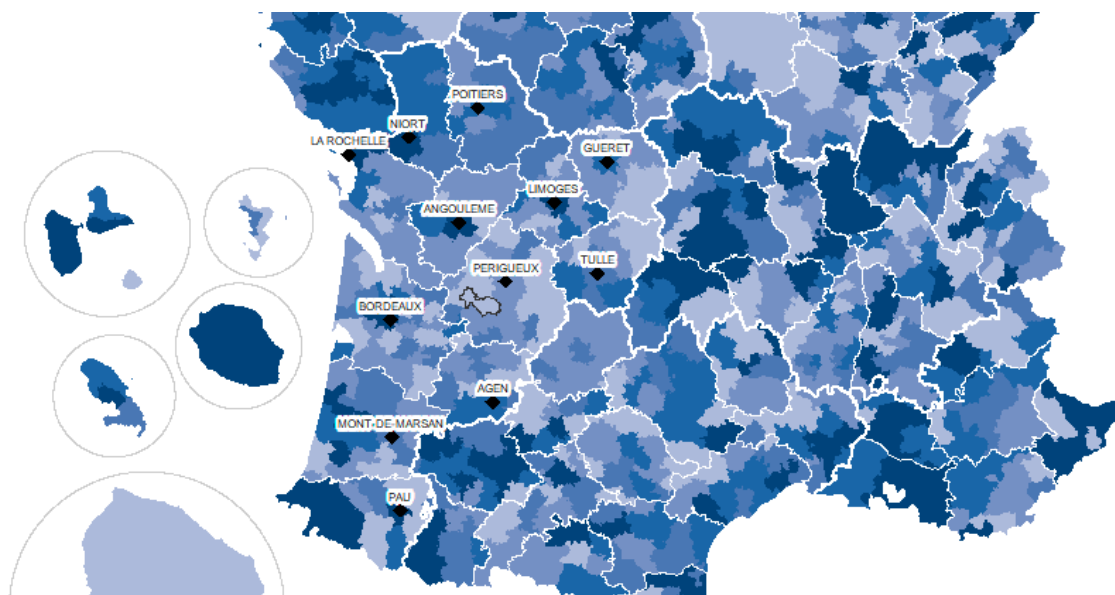 POITIERS
NIORT
LA ROCHELLE
GUERET
LIMOGES
ANGOULEME
TULLE
PERIGUEUX
BORDEAUX
AGEN
MONT-DE-MARSAN
PAU